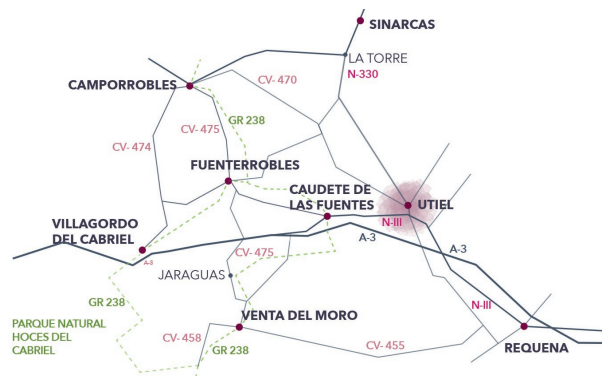 SINARCAS
LA TORRE
N-330
CAMPORROBLES
CV- 470
GR 238
CV- 475
CV- 474
FUENTERROBLES
CAUDETE DE
LAS FUENTES
UTIEL
VILLAGORDO
DEL CABRIEL
N-III
A-3
A-3
A-3
CV-475
JARAGUAS
GR 238
N-III
PARQUE NATURAL
HOCES DEL
CABRIEL
VENTA DEL MORO
CV-458
GR 238
CV-455
REQUENA